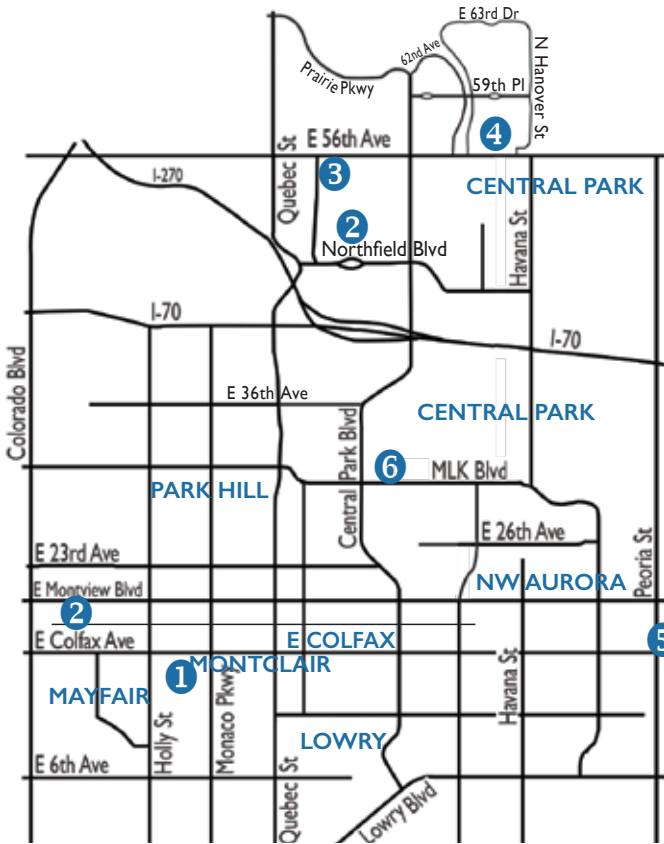 E 63rd Dr
62nd Ave
N Hanover St
Prairie Pkwy
59th Pl
4
Quebec St
E 56th Ave
3
I-270
CENTRAL PARK
2
Northfield Blvd
Havana St
I-70
I-70
Colorado Blvd
E 36th Ave
CENTRAL PARK
Central Park Blvd
6
MLK Blvd
PARK HILL
E 26th Ave
Peoria St
E 23rd Ave
NW AURORA
E Montview Blvd
2
E Colfax Ave
E COLFAX
5
MONTCLAIR
1
MAYFAIR
Holly St
Monaco Pkwy
Havana St
LOWRY
E 6th Ave
Quebec St
Lowry Blvd